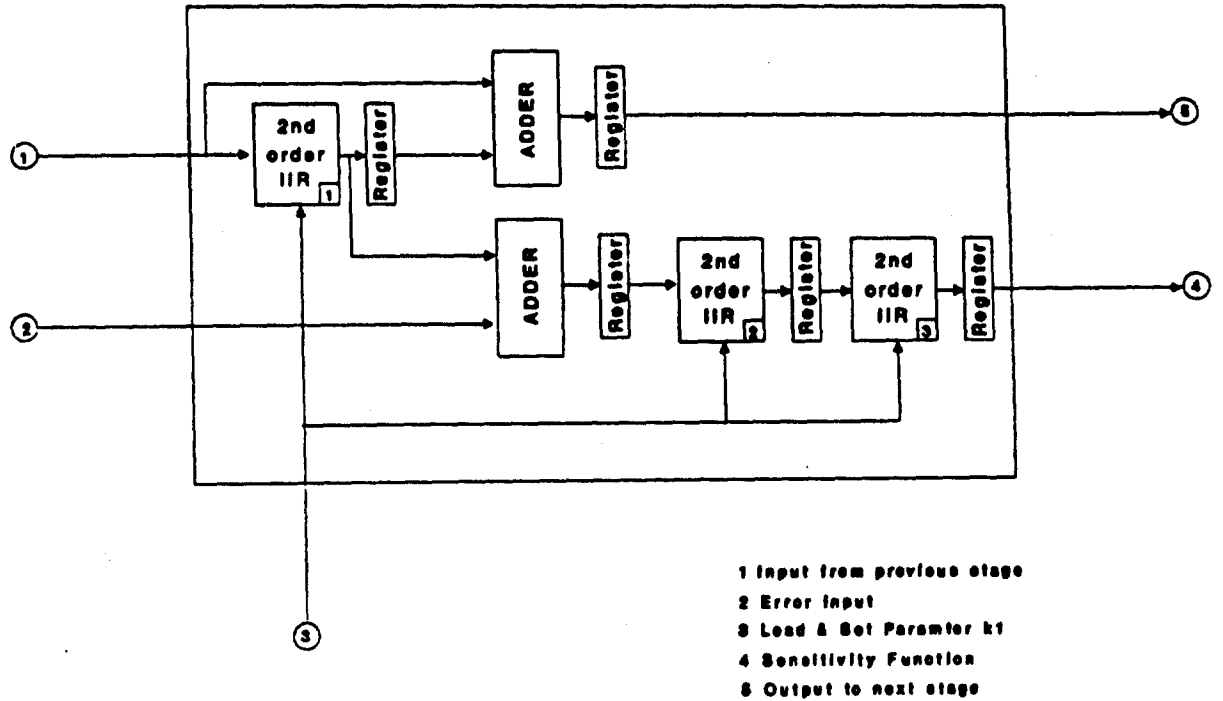 ADDER
Register
2nd
order
IIR
1
Register
1
5
ADDER
Register
2nd
order
IIR
2
Register
2nd
order
IIR
3
Register
4
2
3
1 Input from previous stage
2 Error Input
3 Load & Set Paramter k1
4 Sensitivity Function
5 Output to next stage